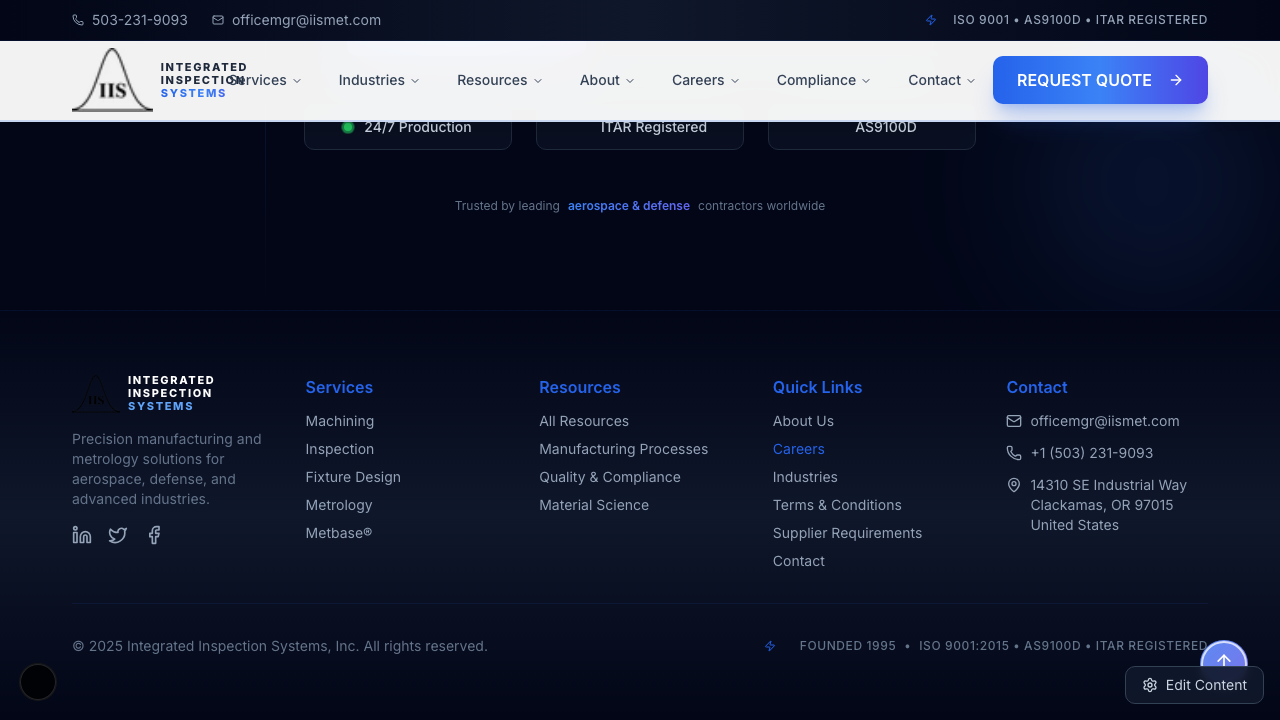 503-231-9093
officemgr@iismet.com
ISO 9001 • AS9100D • ITAR REGISTERED
IIS
INTEGRATED
INSPECTION
SYSTEMS
Services
Industries
Resources
About
Careers
Compliance
Contact
REQUEST QUOTE
24/7 Production
ITAR Registered
AS9100D
Trusted by leading aerospace & defense contractors worldwide
IIS
INTEGRATED
INSPECTION
SYSTEMS
Precision manufacturing and
metrology solutions for
aerospace, defense, and
advanced industries.
Services
Machining
Inspection
Fixture Design
Metrology
Metbase®
Resources
All Resources
Manufacturing Processes
Quality & Compliance
Material Science
Quick Links
About Us
Careers
Industries
Terms & Conditions
Supplier Requirements
Contact
Contact
officemgr@iismet.com
+1 (503) 231-9093
14310 SE Industrial Way
Clackamas, OR 97015
United States
© 2025 Integrated Inspection Systems, Inc. All rights reserved.
FOUNDED 1995 • ISO 9001:2015 • AS9100D • ITAR REGISTERED
Edit Content